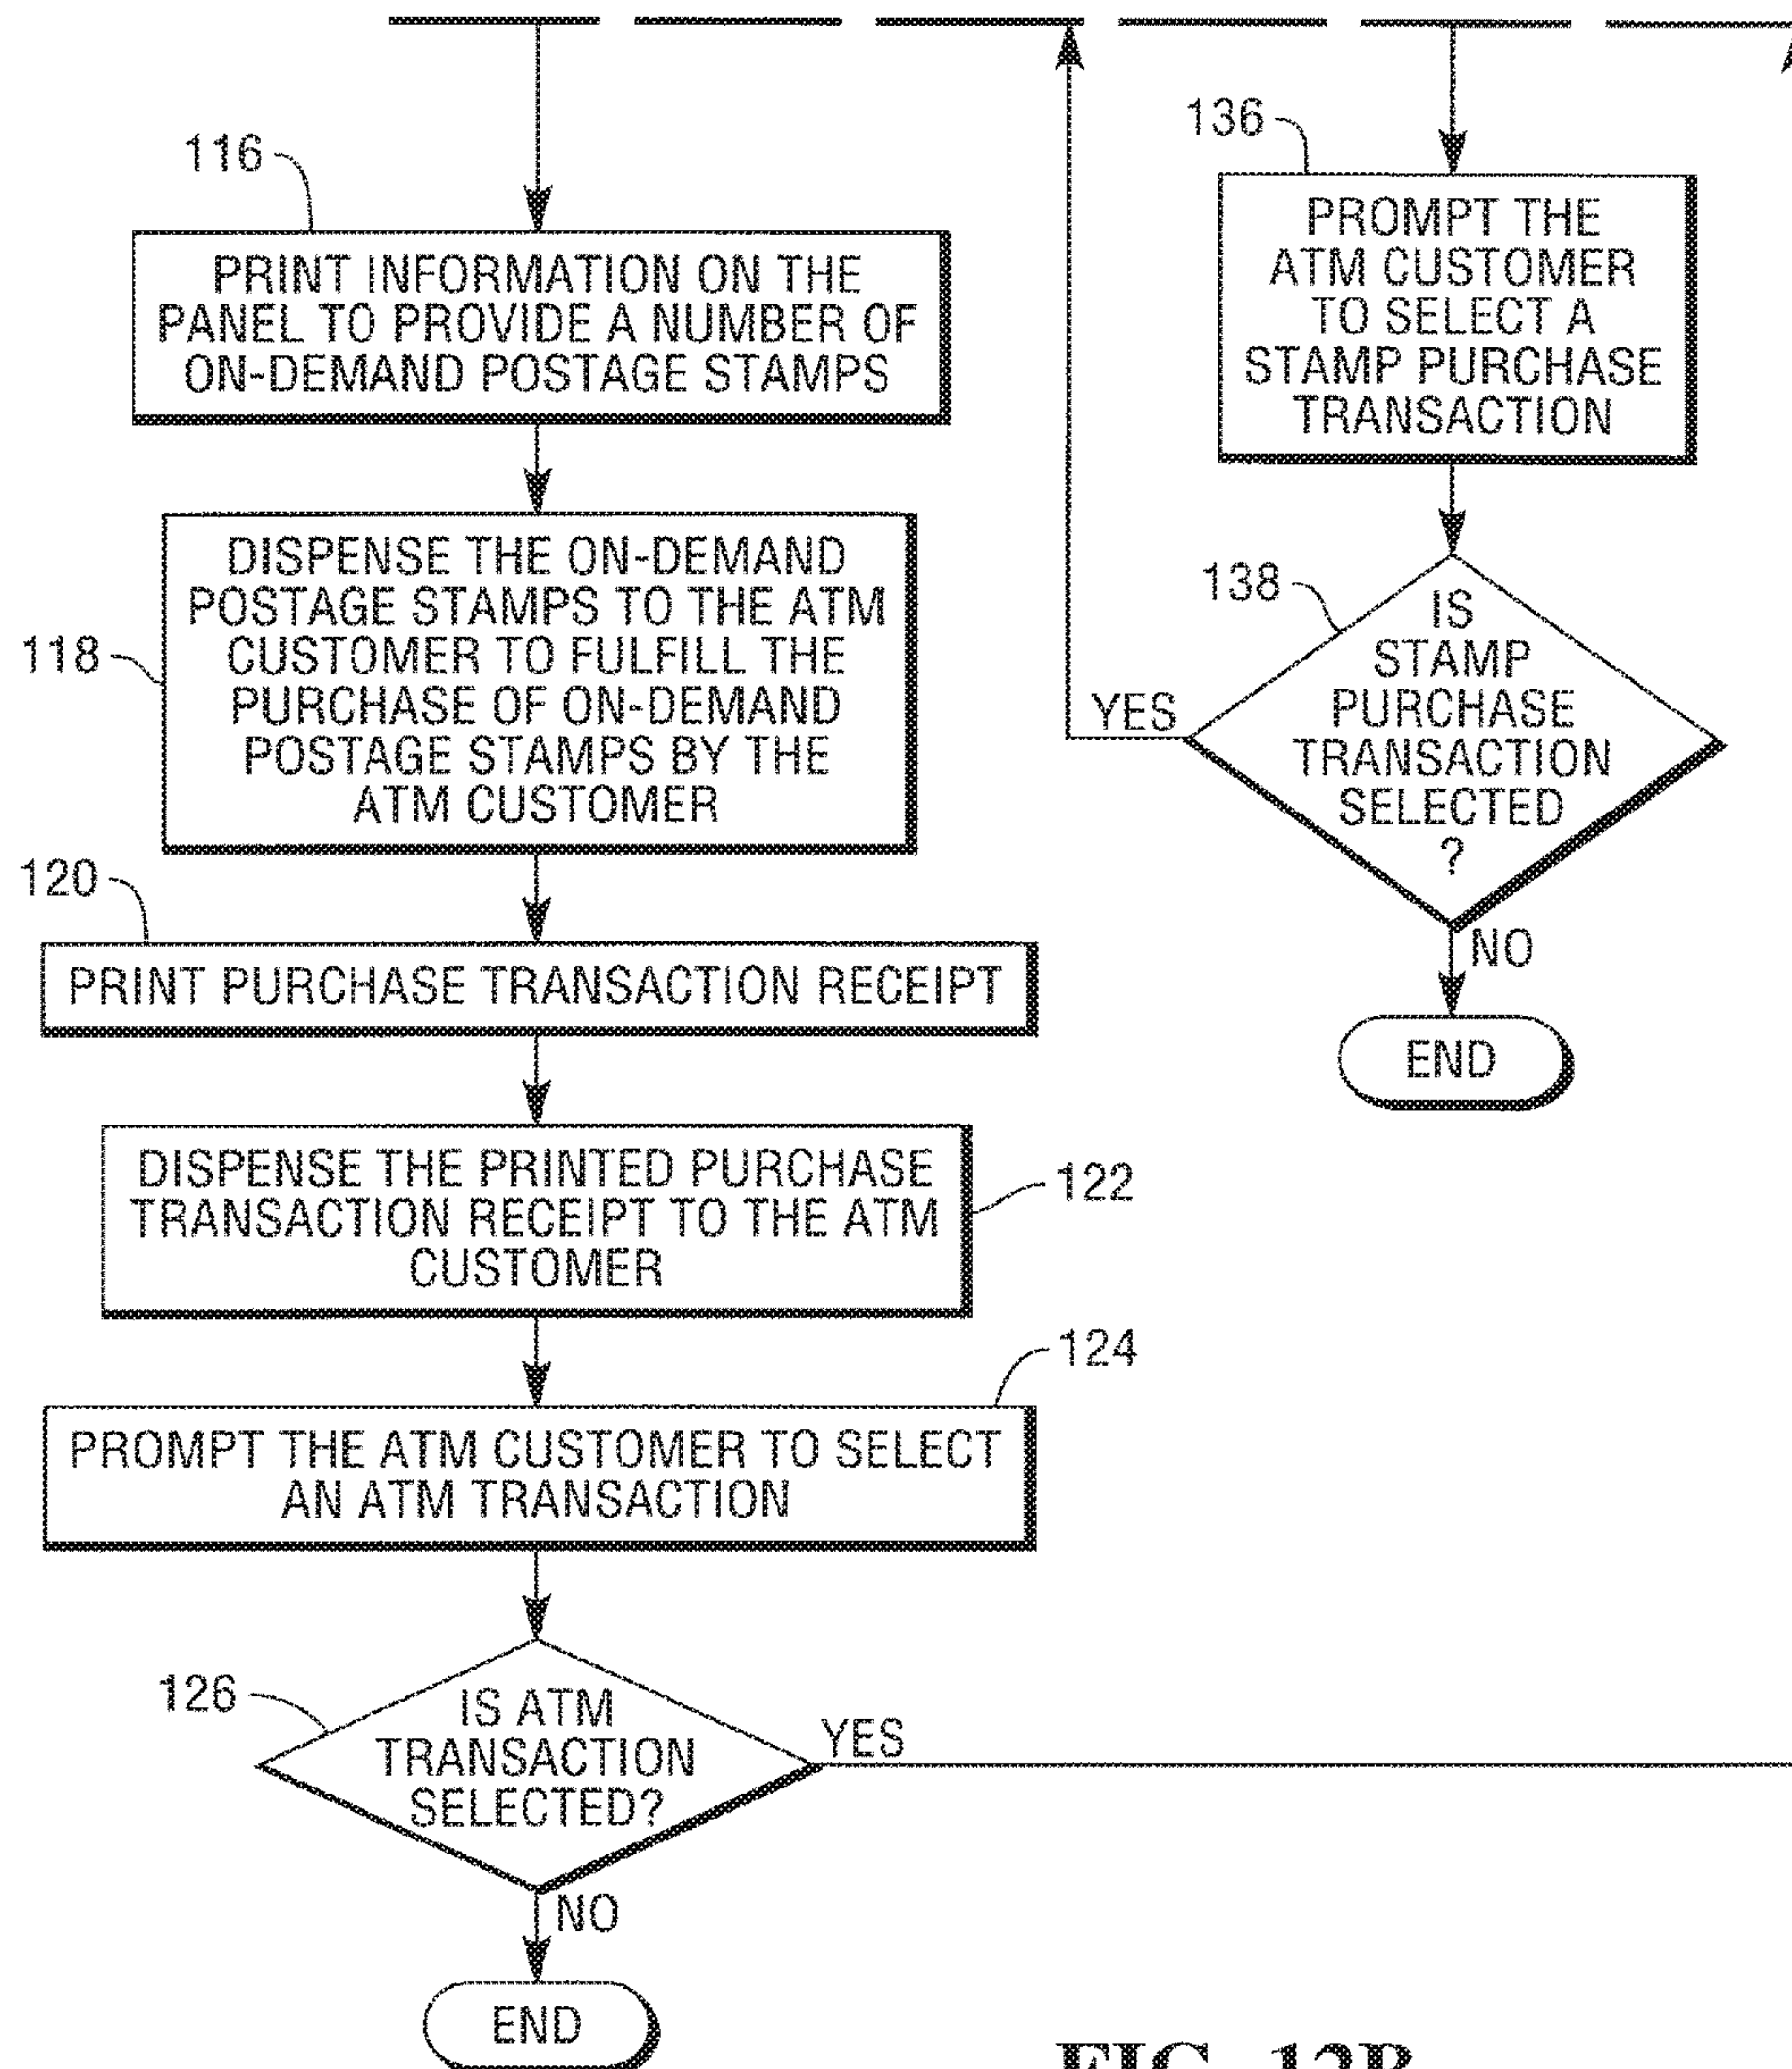 116
PRINT INFORMATION ON THE
PANEL TO PROVIDE A NUMBER OF
ON-DEMAND POSTAGE STAMPS
118
DISPENSE THE ON-DEMAND
POSTAGE STAMPS TO THE ATM
CUSTOMER TO FULFILL THE
PURCHASE OF ON-DEMAND
POSTAGE STAMPS BY THE
ATM CUSTOMER
120
PRINT PURCHASE TRANSACTION RECEIPT
122
DISPENSE THE PRINTED PURCHASE
TRANSACTION RECEIPT TO THE ATM
CUSTOMER
124
PROMPT THE ATM CUSTOMER TO SELECT
AN ATM TRANSACTION
126
IS ATM
TRANSACTION
SELECTED?
YES
NO
END
136
PROMPT THE
ATM CUSTOMER
TO SELECT A
STAMP PURCHASE
TRANSACTION
138
IS
STAMP
PURCHASE
TRANSACTION
SELECTED
?
YES
NO
END
FIG. 12B